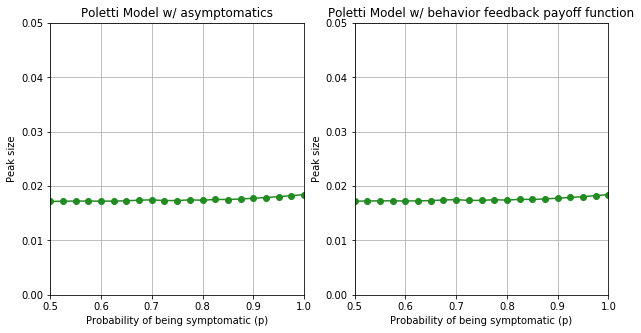 Poletti Model w/ asymptomatics
0.05
0.04
0.03
0.02
0.01
0.00
Peak size
0.5 0.6 0.7 0.8 0.9 1.0
Probability of being symptomatic (p)
Poletti Model w/ behavior feedback payoff function
0.05
0.04
0.03
0.02
0.01
0.00
Peak size
0.5 0.6 0.7 0.8 0.9 1.0
Probability of being symptomatic (p)